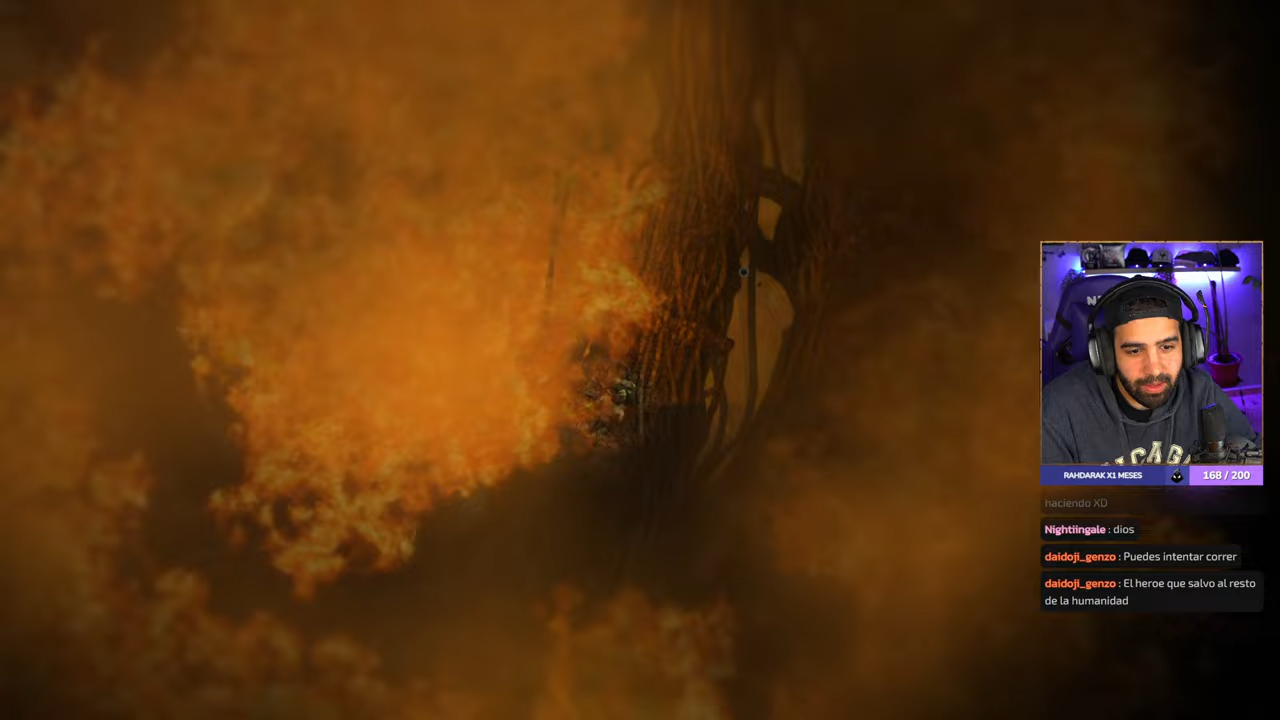 RAHDARAK X1 MESES
168 / 200
haciendo XD
Nightiingale : dios
daidoji_genzo : Puedes intentar correr
daidoji_genzo : El heroe que salvo al resto
de la humanidad